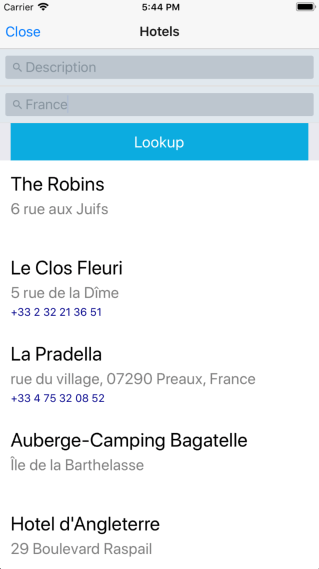 Carrier 5:44 PM
Close Hotels
Description
France
Lookup
The Robins
6 rue aux Juifs
Le Clos Fleuri
5 rue de la Dîme
+33 2 32 21 36 51
La Pradella
rue du village, 07290 Preaux, France
+33 4 75 32 08 52
Auberge-Camping Bagatelle
Île de la Barthelasse
Hotel d'Angleterre
29 Boulevard Raspail